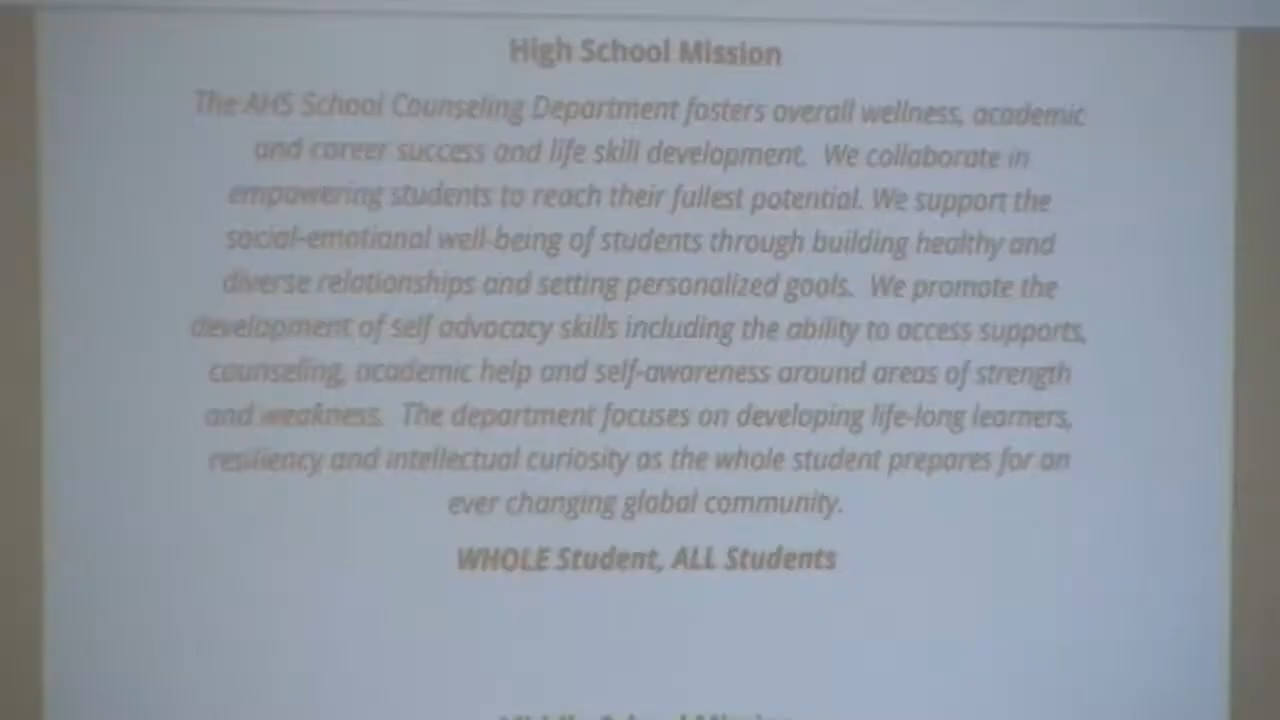 High School Mission
The AHS School Counseling Department fosters overall wellness, academic
and career success and life skill development. We collaborate in
empowering students to reach their fullest potential. We support the
social-emotional well-being of students through building healthy and
diverse relationships and setting personalized goals. We promote the
development of self advocacy skills including the ability to access supports,
counseling, academic help and self-awareness around areas of strength
and weakness. The department focuses on developing life-long learners,
resiliency and intellectual curiosity as the whole student prepares for an
ever changing global community.
WHOLE Student, ALL Students